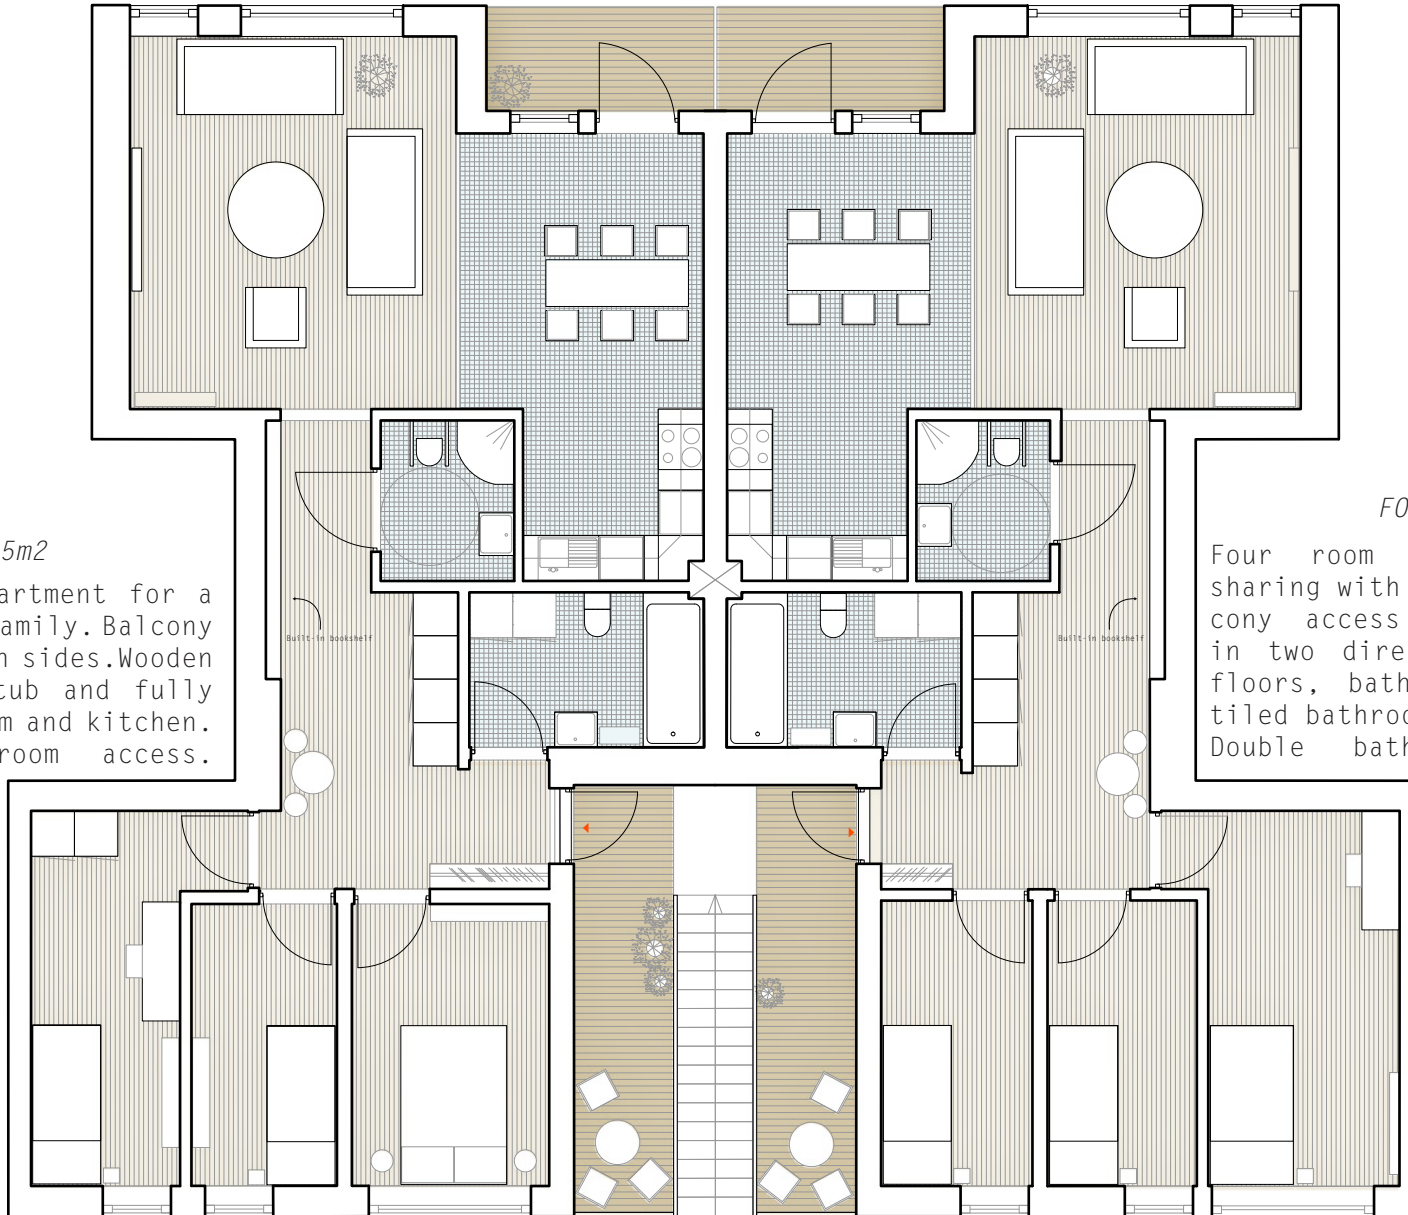 5m2
artment for a
amily. Balcony
n sides.Wooden
tub and fully
m and kitchen.
room access.
Built-in bookshelf
Built-in bookshelf
FO
Four room
sharing with
cony access
in two dire
floors, bath
tiled bathroo
Double bath